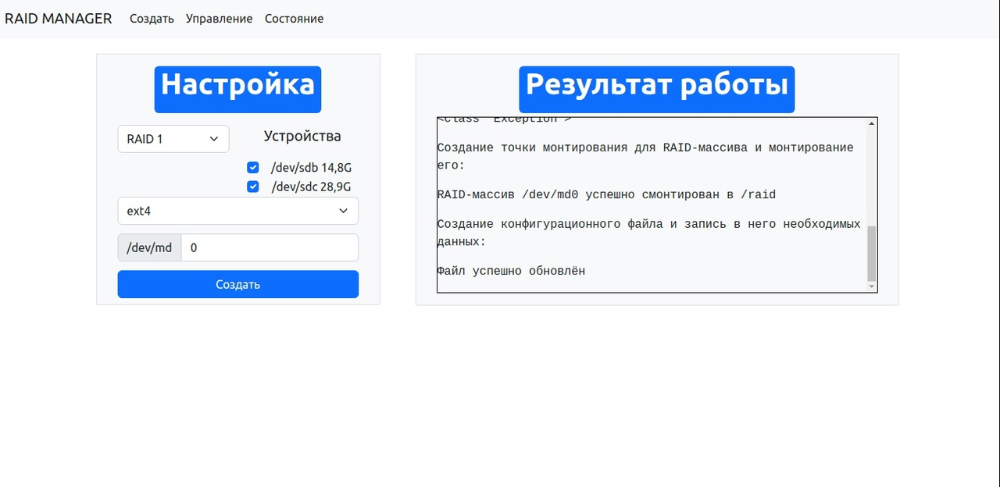 RAID MANAGER Создать Управление Состояние
Настройка
RAID 1
Устройства
/dev/sdb 14,8G
/dev/sdc 28,9G
ext4
/dev/md 0
Создать
Результат работы
<class 'Exception'>
Создание точки монтирования для RAID-массива и монтирование
его:
RAID-массив /dev/md0 успешно смонтирован в /raid
Создание конфигурационного файла и запись в него необходимых
данных:
Файл успешно обновлён